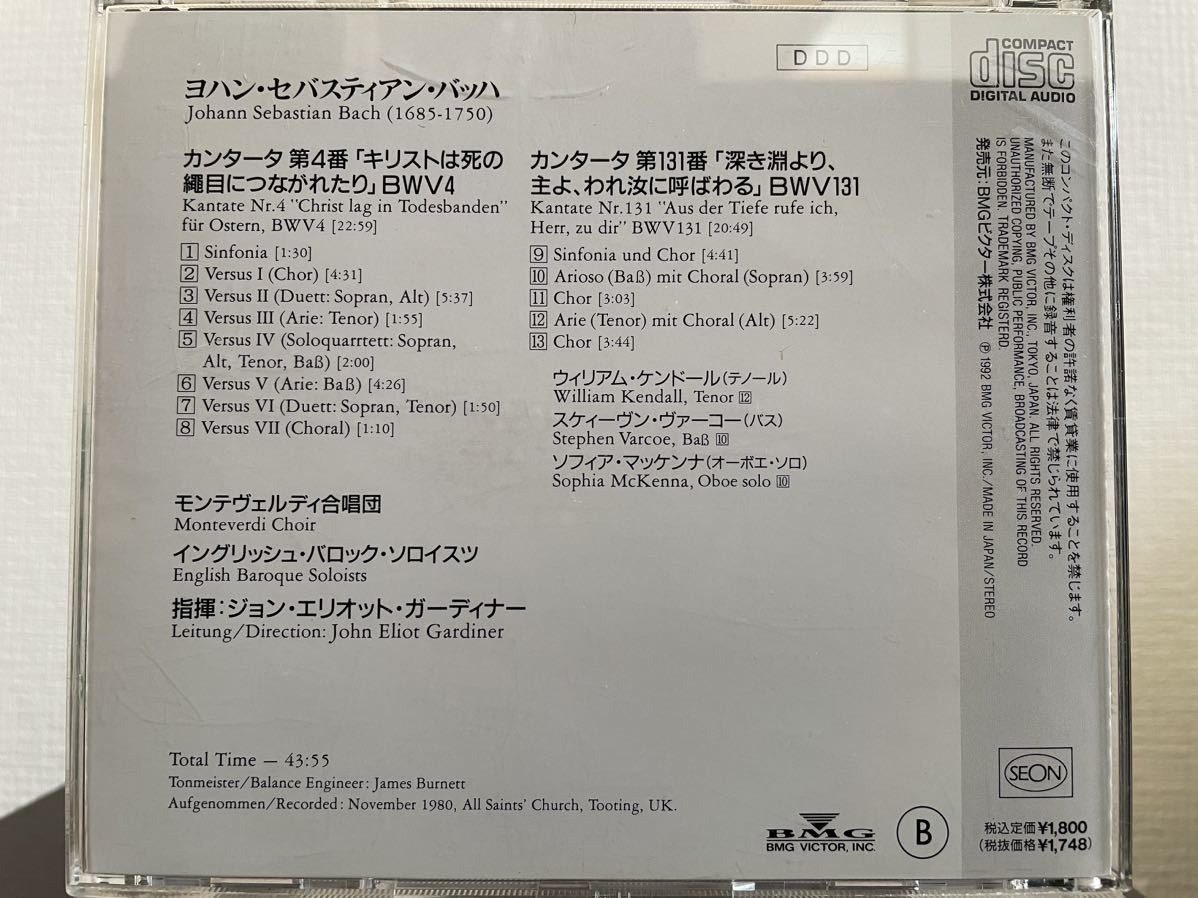 DDD
ヨハン・セバスティアン・バッハ
Johann Sebastian Bach (1685-1750)
カンタータ 第4番「キリストは死の
繩目につながれたり」BWV4
Kantate Nr.4 "Christ lag in Todesbanden"
für Ostern, BWV4 [22:59]
1 Sinfonia [1:30]
2 Versus I (Chor) [4:31]
3 Versus II (Duett: Sopran, Alt) [5:37]
4 Versus III (Arie: Tenor) [1:55]
5 Versus IV (Soloquarrtett: Sopran,
Alt, Tenor, Baß) [2:00]
6 Versus V (Arie: Baß) [4:26]
7 Versus VI (Duett: Sopran, Tenor) [1:50]
8 Versus VII (Choral) [1:10]
モンテヴェルディ合唱団
Monteverdi Choir
イングリッシュ・バロック・ソロイスツ
English Baroque Soloists
指揮:ジョン・エリオット・ガーディナー
Leitung/Direction: John Eliot Gardiner
カンタータ 第131番「深き淵より、
主よ、われ汝に呼ばわる」BWV131
Kantate Nr.131 "Aus der Tiefe rufe ich,
Herr, zu dir" BWV131 [20:49]
9 Sinfonia und Chor [4:41]
10 Arioso (Baß) mit Choral (Sopran) [3:59]
11 Chor [3:03]
12 Arie (Tenor) mit Choral (Alt) [5:22]
13 Chor [3:44]
ウィリアム・ケンドール(テノール)
William Kendall, Tenor 12
スティーヴン・ヴァーコー(バス)
Stephen Varcoe, Baß 10
ソフィア・マッケンナ(オーボエ・ソロ)
Sophia McKenna, Oboe solo 10
Total Time — 43:55
Tonmeister/Balance Engineer: James Burnett
Aufgenommen/Recorded: November 1980, All Saints' Church, Tooting, UK.
BMG
BMG VICTOR, INC.
B
COMPACT
disc
DIGITAL AUDIO
このコンパクト・ディスクは権利者の許諾なく賃貸業に使用することを禁じます。
また無断でテープその他に録音することは法律で禁じられています。
MANUFACTURED BY BMG VICTOR, INC., TOKYO, JAPAN. ALL RIGHTS RESERVED.
UNAUTHORIZED COPYING, PUBLIC PERFORMANCE, BROADCASTING OF THIS RECORD
IS FORBIDDEN. TRADEMARK REGISTERD.
発売元:BMGビクター株式会社 Ⓟ 1992 BMG VICTOR, INC./MADE IN JAPAN/STEREO
SEON
税込定価¥1,800
(税抜価格¥1,748)